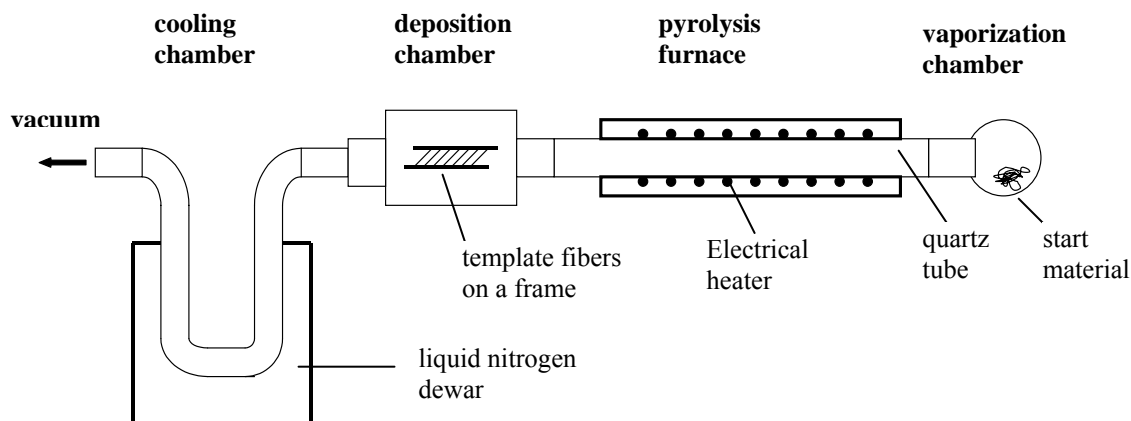 cooling
chamber
deposition
chamber
pyrolysis
furnace
vaporization
chamber
vacuum
template fibers
on a frame
Electrical
heater
quartz
tube
start
material
liquid nitrogen
dewar